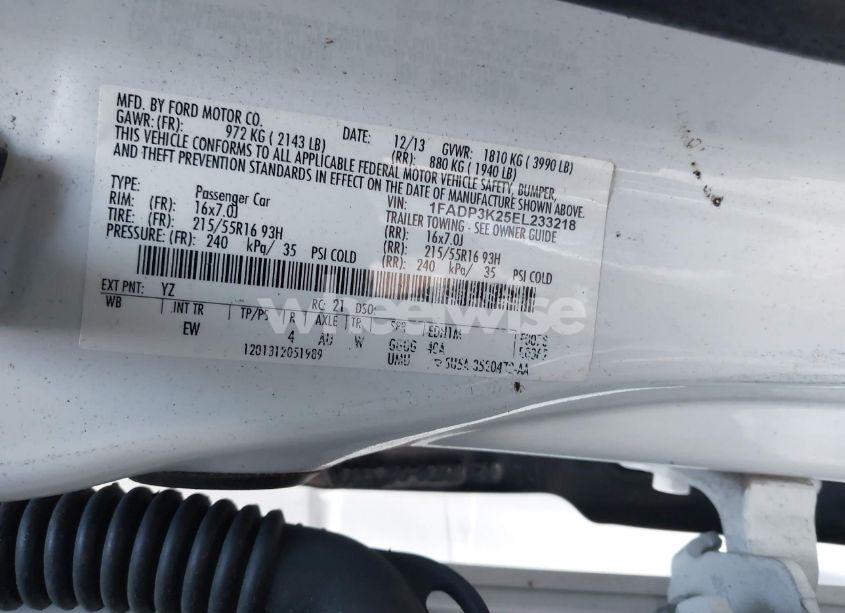 MFD. BY FORD MOTOR CO.
DATE: 12/13 GVWR: 1810 KG ( 3990 LB)
GAWR: (FR): 972 KG ( 2143 LB) (RR): 880 KG ( 1940 LB)
THIS VEHICLE CONFORMS TO ALL APPLICABLE FEDERAL MOTOR VEHICLE SAFETY, BUMPER,
AND THEFT PREVENTION STANDARDS IN EFFECT ON THE DATE OF MANUFACTURE SHOWN ABOVE.
VIN: 1FADP3K25EL233218
TYPE: Passenger Car TRAILER TOWING - SEE OWNER GUIDE
RIM: (FR): 16x7.0J (RR): 16x7.0J
TIRE: (FR): 215/55R16 93H (RR): 215/55R16 93H
PRESSURE: (FR): 240 kPa/ 35 PSI COLD (RR): 240 kPa/ 35 PSI COLD
EXT PNT: YZ RC: 21 DSO:
WB INT TR TP/PS R AXLE TR SPR
EW 4 W
1201312051989 UMU
wheelwise